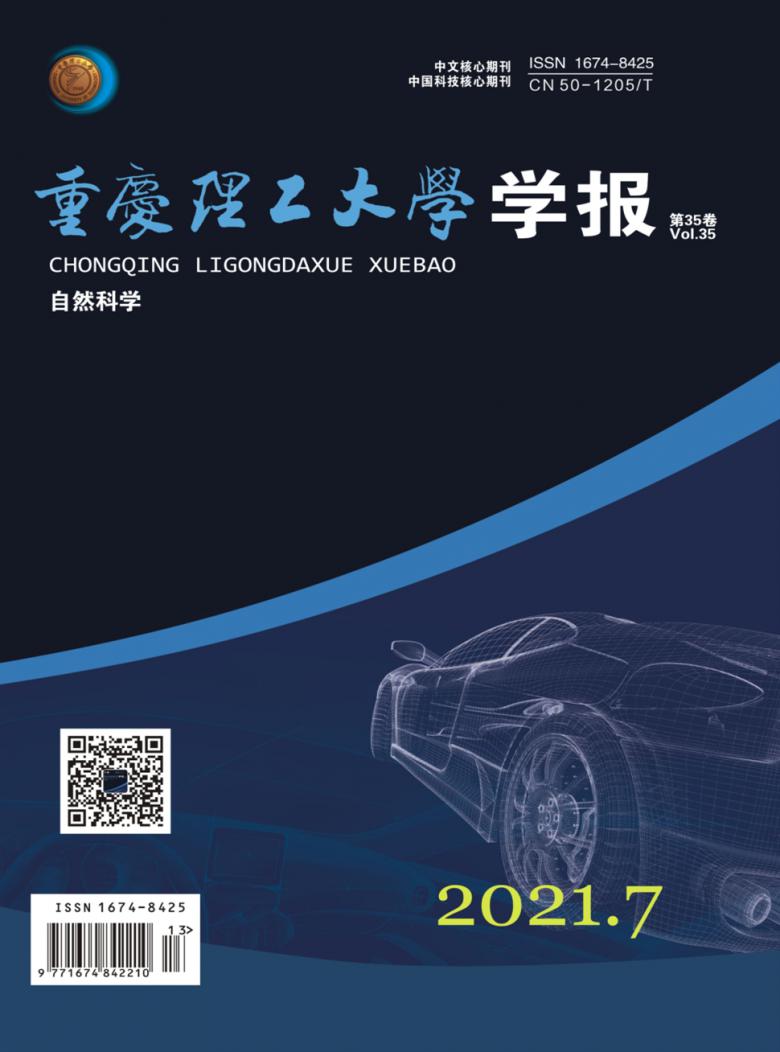 中文核心期刊
中国科技核心期刊
ISSN 1674-8425
CN 50-1205/T
重慶理工大學学报
第35卷
Vol.35
CHONGQING LIGONGDAXUE XUEBAO
自然科学
2021.7
ISSN 1674-8425
13>
9 771674 842210